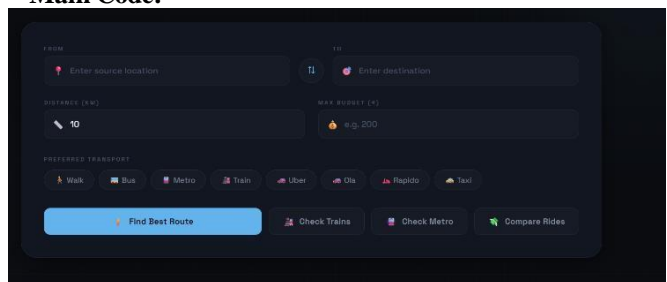 Main Code:
FROM TO
Enter source location Enter destination
DISTANCE (KM) MAX BUDGET (₹)
10 e.g. 200
PREFERRED TRANSPORT
Walk Bus Metro Train Uber Ola Rapido Taxi
Find Best Route Check Trains Check Metro Compare Rides